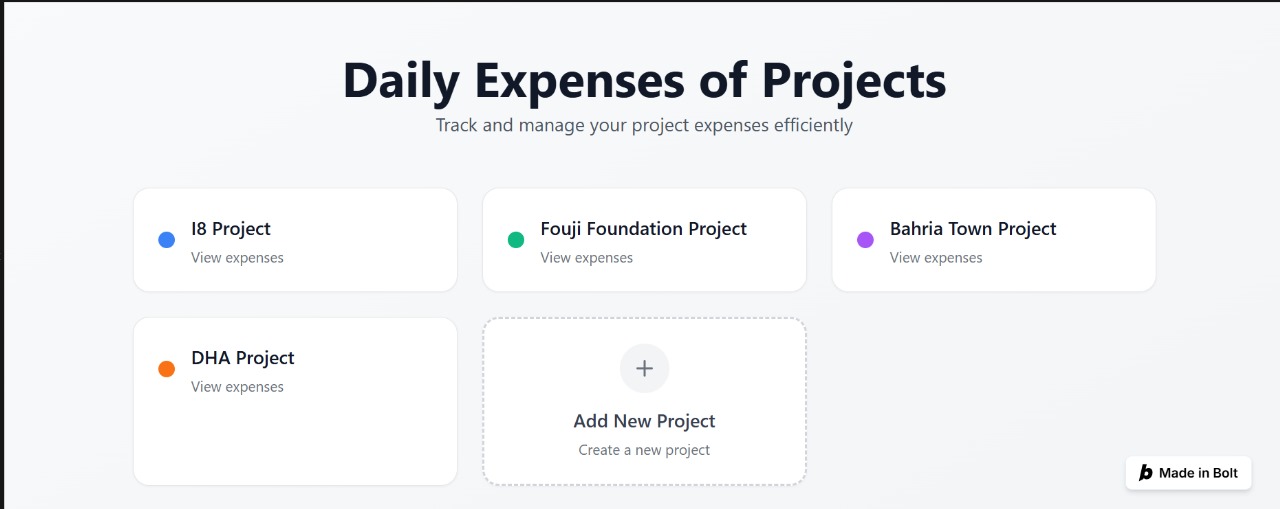 Daily Expenses of Projects
Track and manage your project expenses efficiently
I8 Project
View expenses
Fouji Foundation Project
View expenses
Bahria Town Project
View expenses
DHA Project
View expenses
Add New Project
Create a new project
Made in Bolt